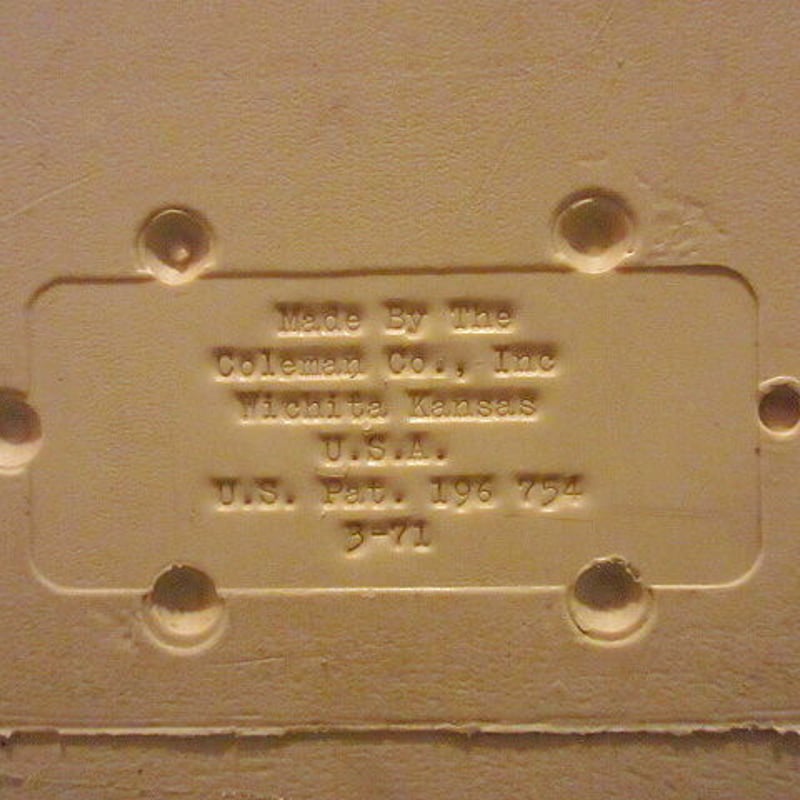 Made By The
Coleman Co., Inc
Wichita Kansas
U.S.A.
U.S. Pat. 196 754
3-71